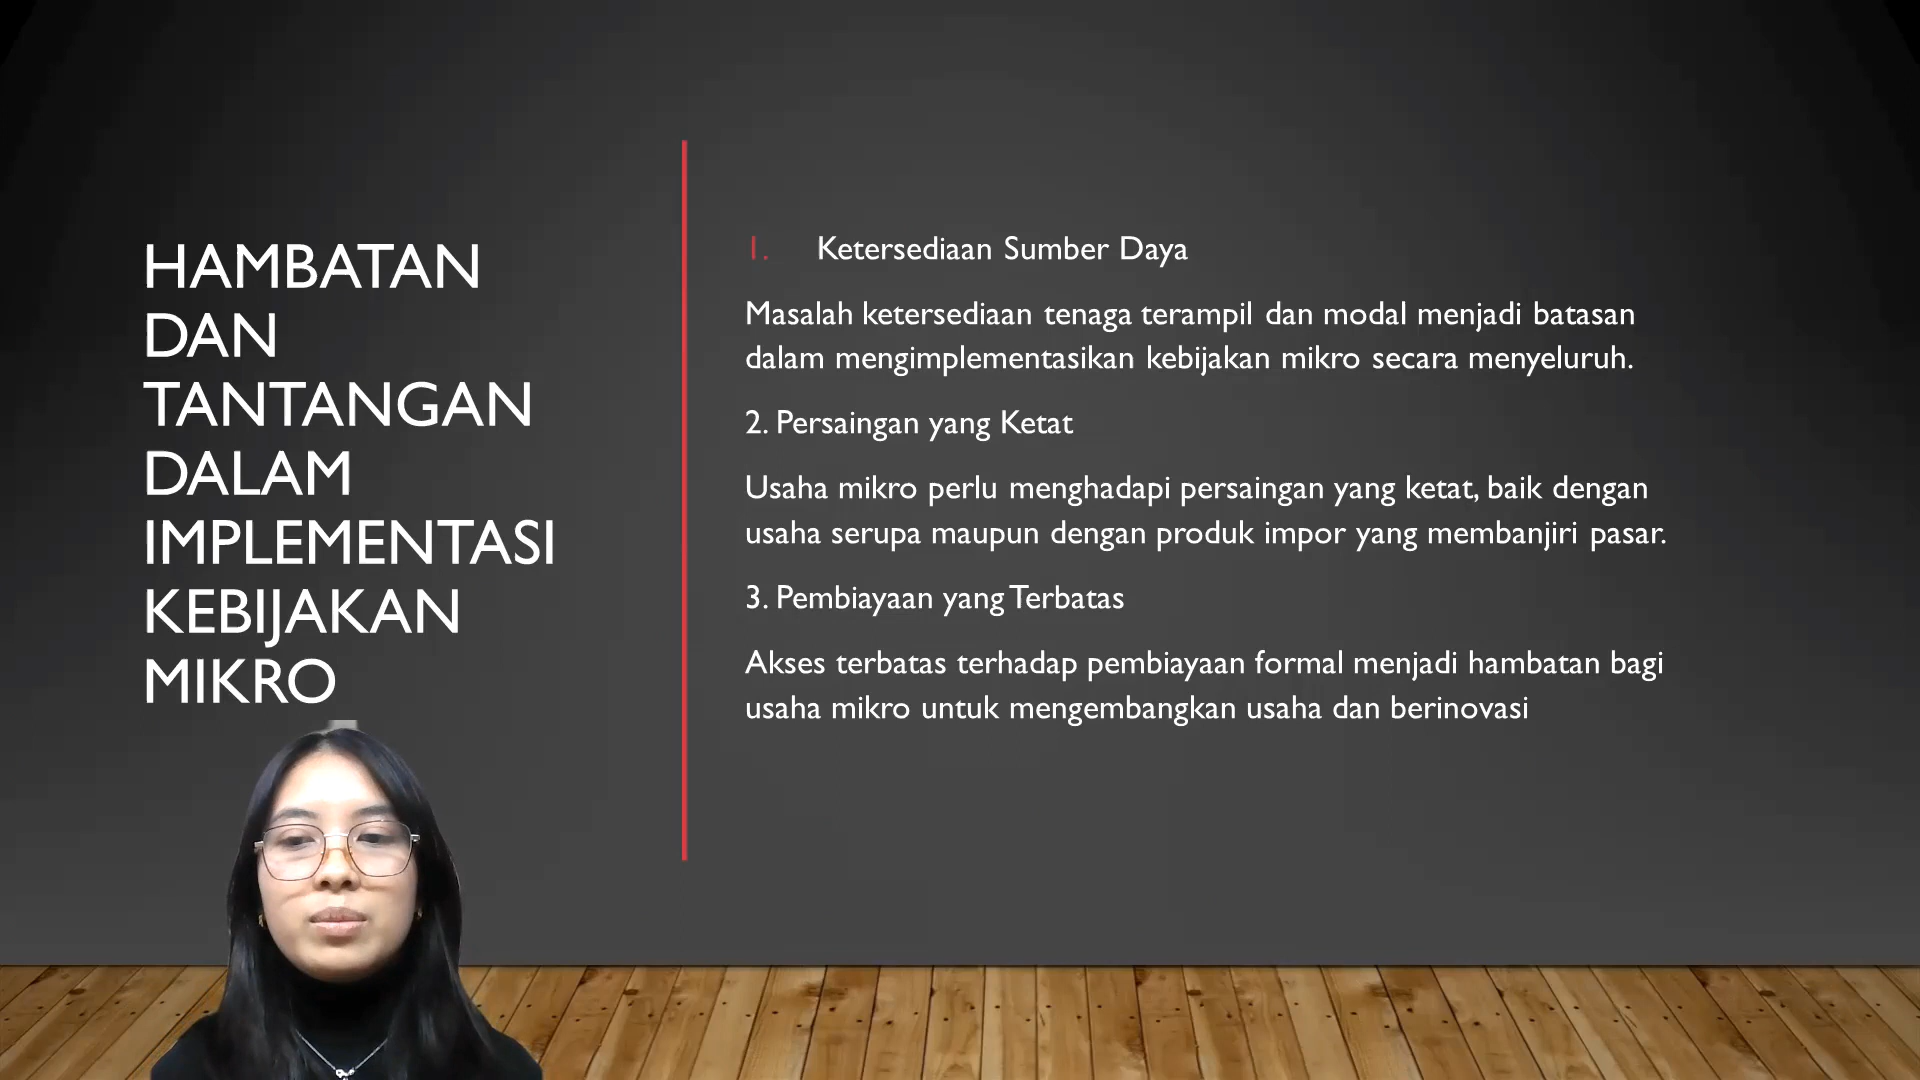 HAMBATAN
DAN
TANTANGAN
DALAM
IMPLEMENTASI
KEBIJAKAN
MIKRO
1. Ketersediaan Sumber Daya
Masalah ketersediaan tenaga terampil dan modal menjadi batasan
dalam mengimplementasikan kebijakan mikro secara menyeluruh.
2. Persaingan yang Ketat
Usaha mikro perlu menghadapi persaingan yang ketat, baik dengan
usaha serupa maupun dengan produk impor yang membanjiri pasar.
3. Pembiayaan yang Terbatas
Akses terbatas terhadap pembiayaan formal menjadi hambatan bagi
usaha mikro untuk mengembangkan usaha dan berinovasi